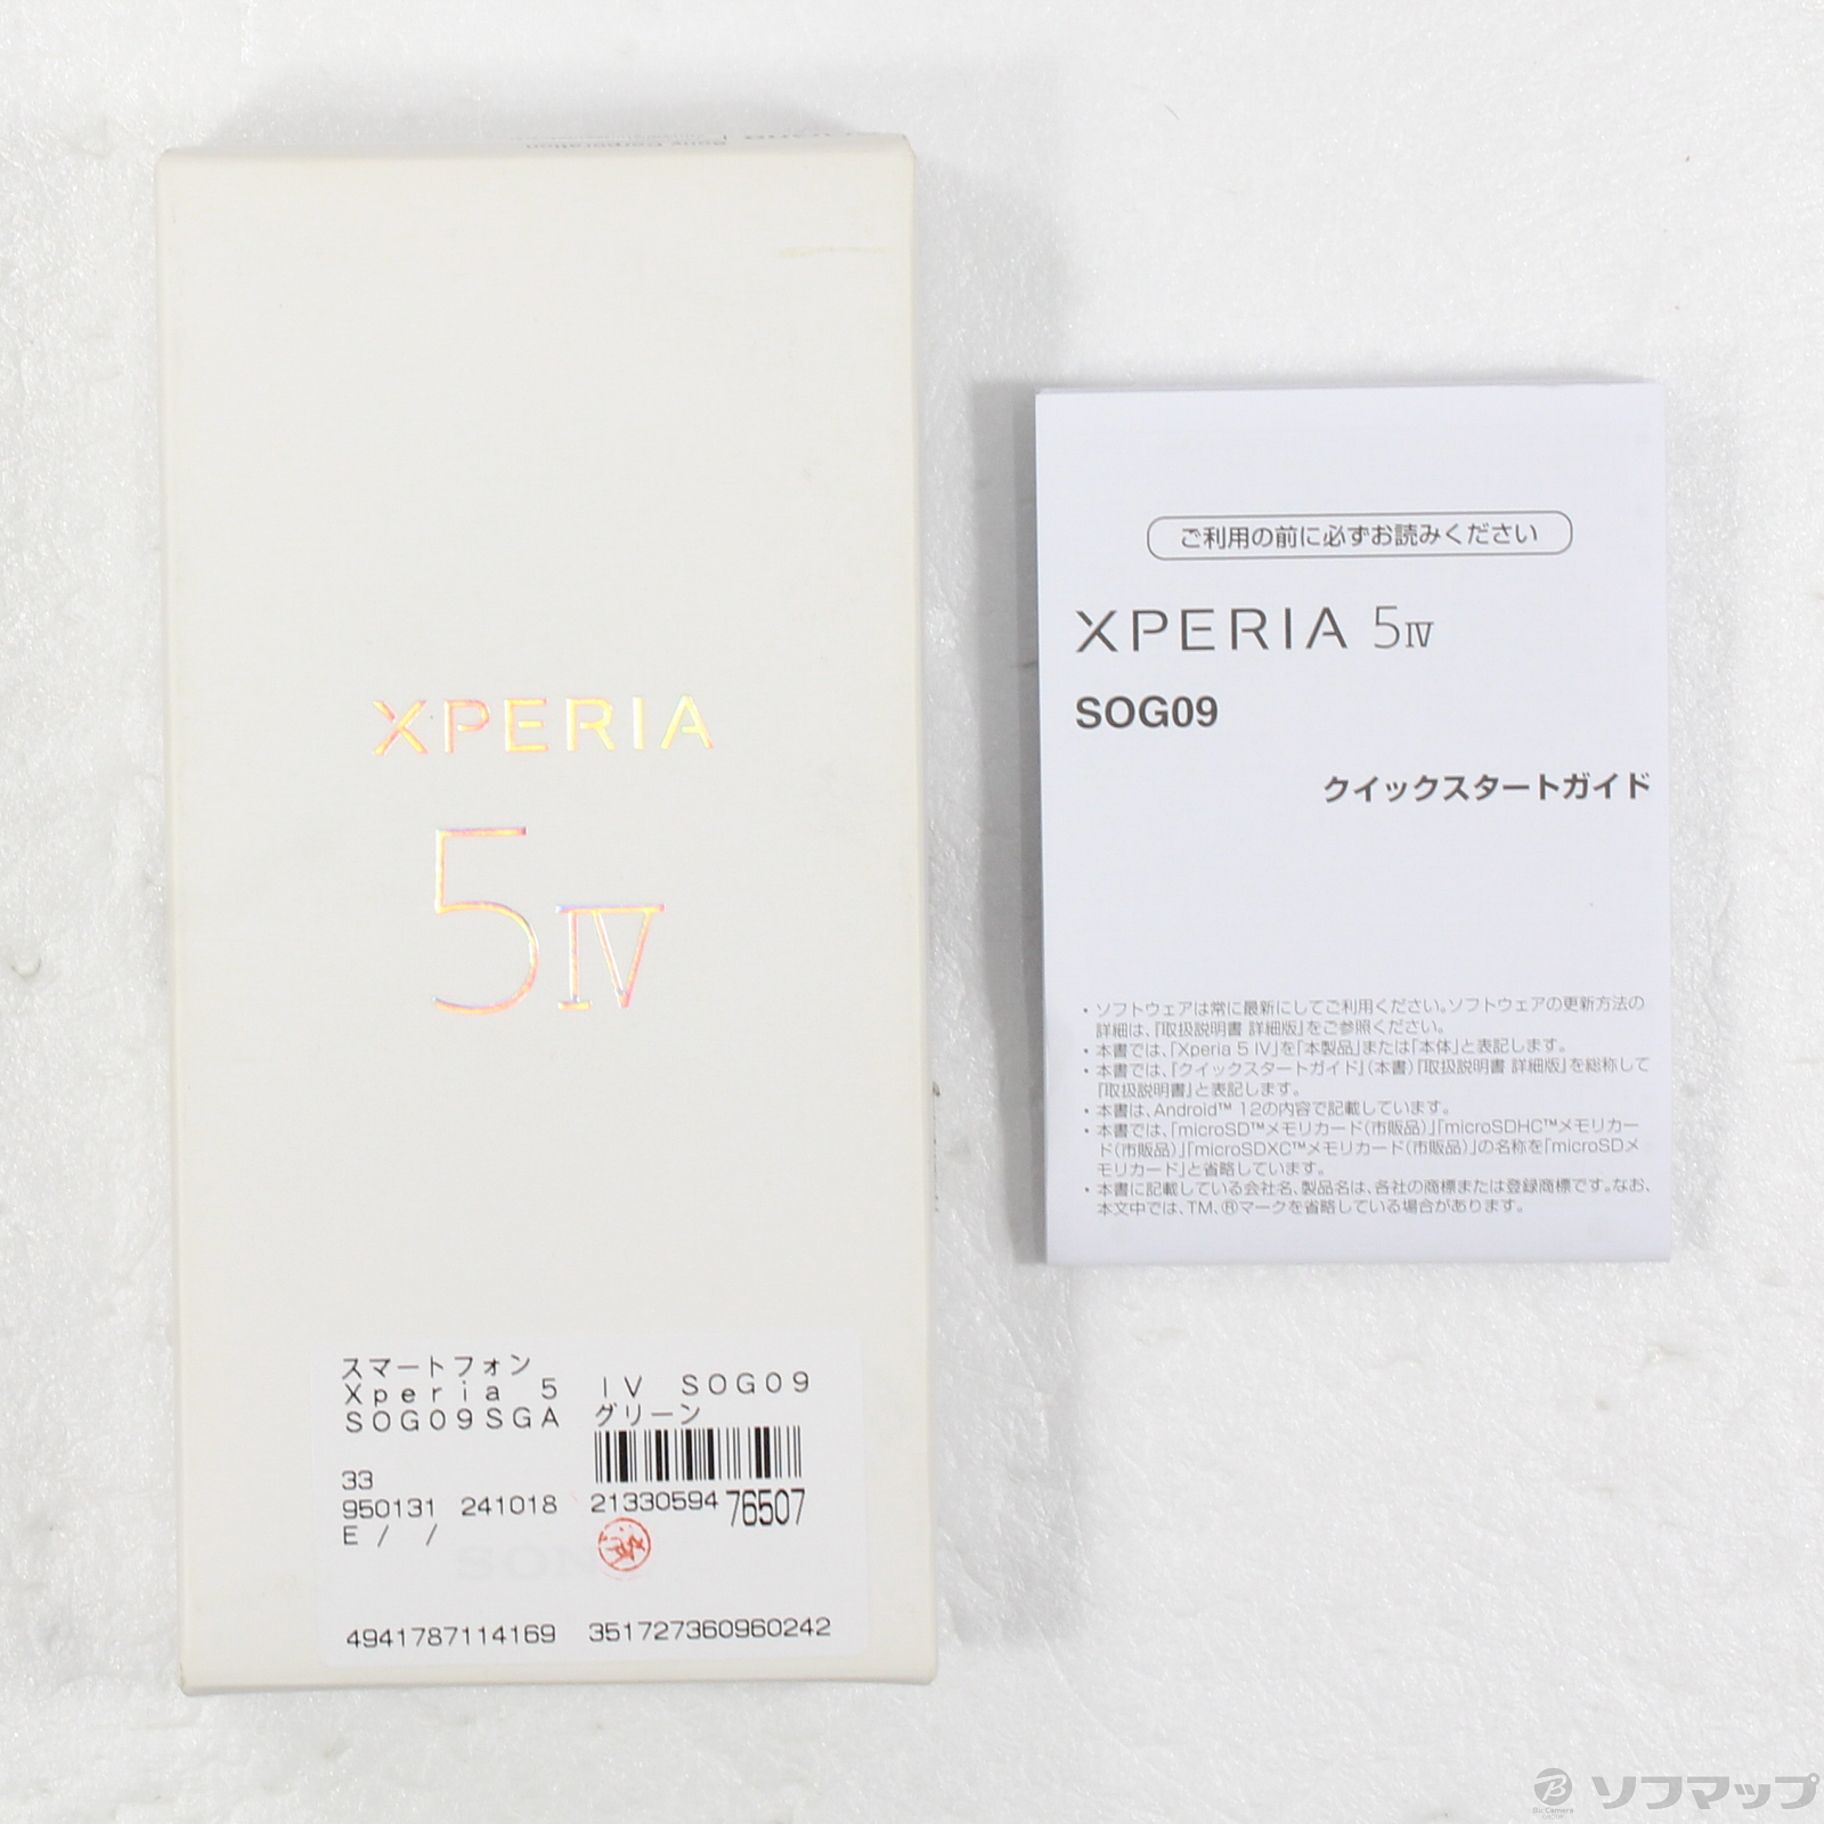 Sony Corporation
XPERIA
5IV
スマートフォン
Xperia 5 IV SOG09
SOG09SGA グリーン
33
950131 241018 2133059476507
E / /
SON
4941787114169 351727360960242
ご利用の前に必ずお読みください
XPERIA 5IV
SOG09
クイックスタートガイド
・ソフトウェアは常に最新にしてご利用ください。ソフトウェアの更新方法の
詳細は、『取扱説明書 詳細版』をご参照ください。
・本書では、「Xperia 5 IV」を「本製品」または「本体」と表記します。
・本書では、『クイックスタートガイド』(本書)『取扱説明書 詳細版』を総称して
『取扱説明書』と表記します。
・本書は、Android™ 12の内容で記載しています。
・本書では、「microSD™メモリカード(市販品)」「microSDHC™メモリカー
ド(市販品)」「microSDXC™メモリカード(市販品)」の名称を「microSDメ
モリカード」と省略しています。
・本書に記載している会社名、製品名は、各社の商標または登録商標です。なお、
本文中では、TM、®マークを省略している場合があります。
BicCamera
ソフマップ